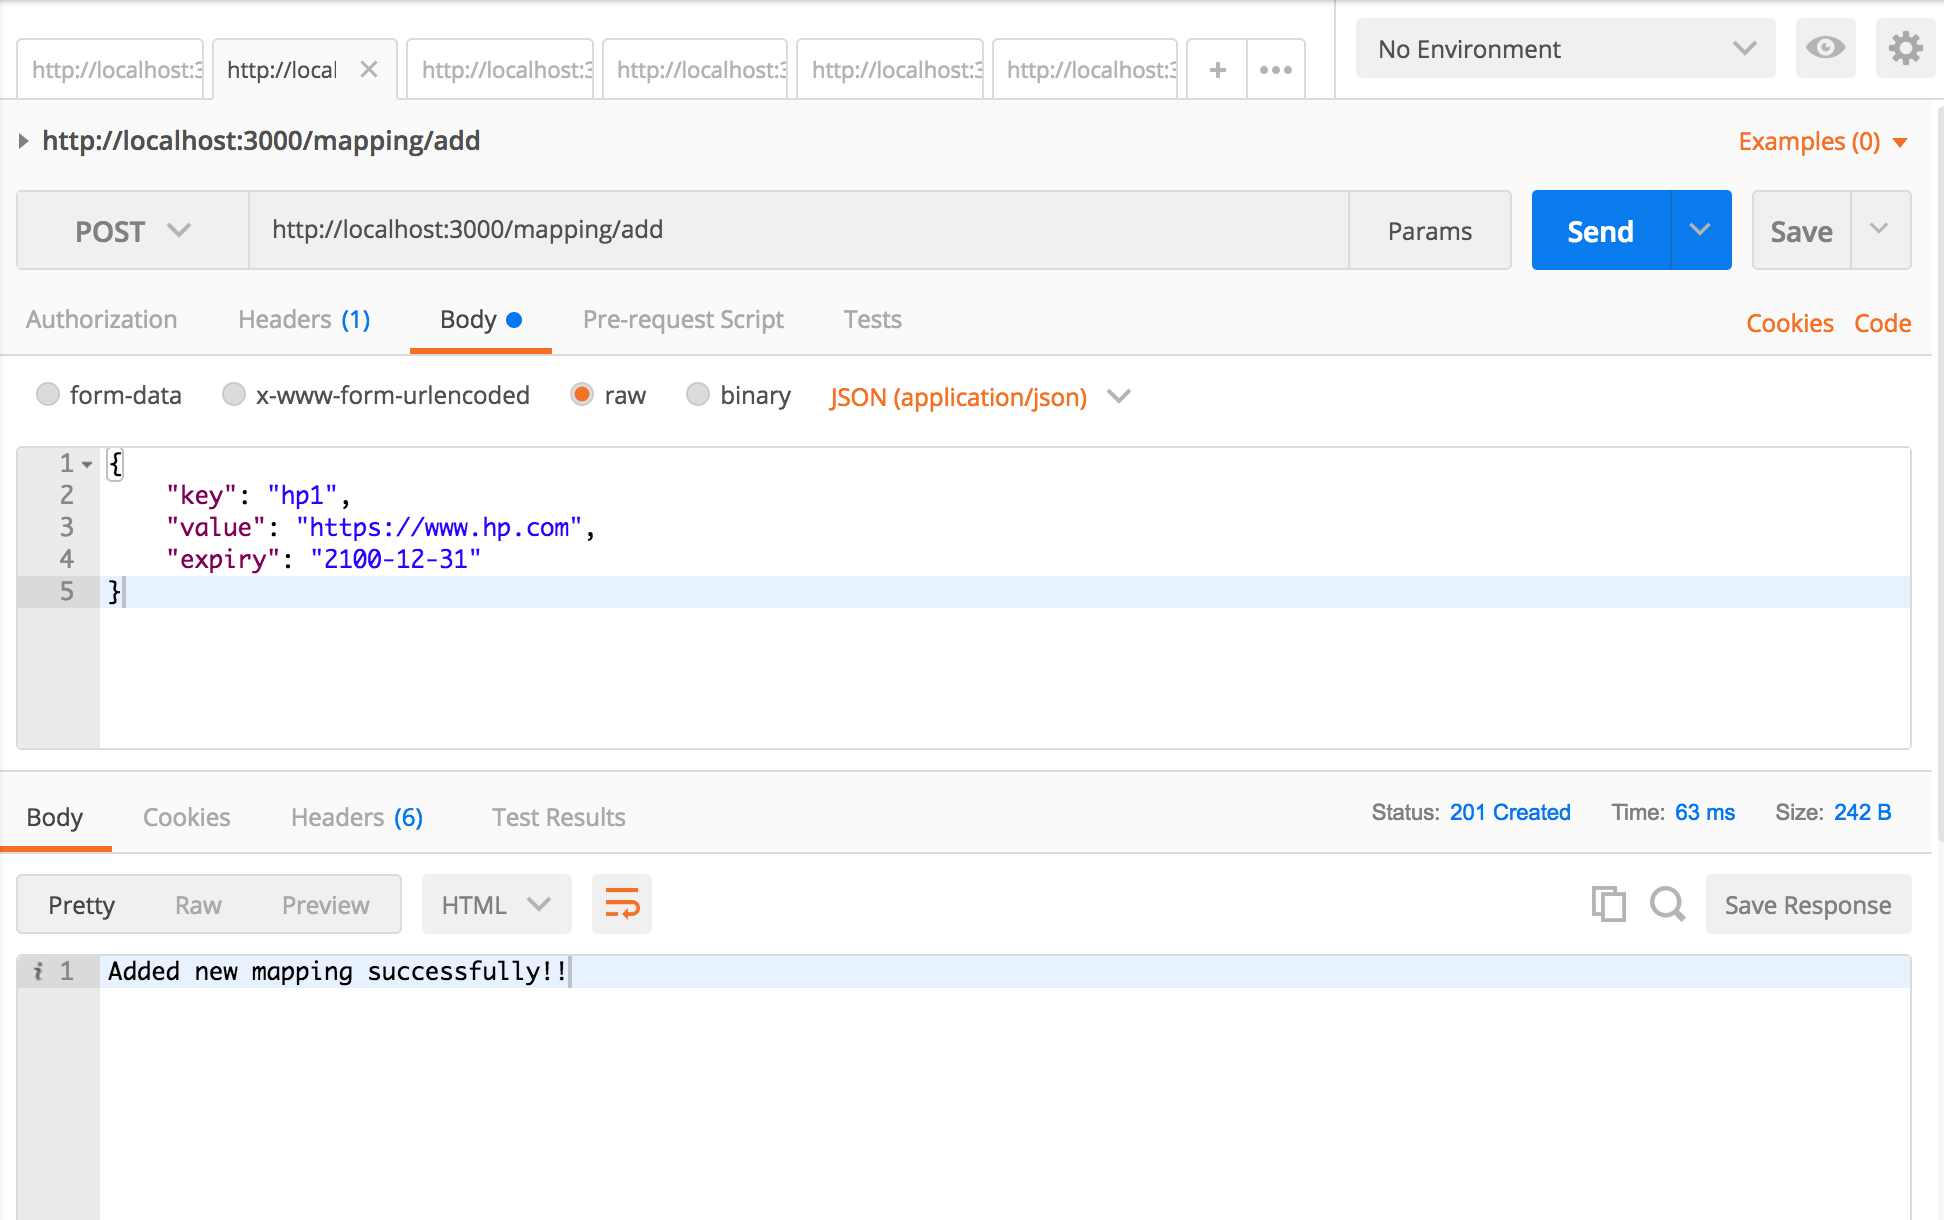 http://localhost:3 http://local http://localhost:3 http://localhost:3 http://localhost:3 http://localhost:3 + No Environment
http://localhost:3000/mapping/add Examples (0)
POST http://localhost:3000/mapping/add Params Send Save
Authorization Headers (1) Body Pre-request Script Tests Cookies Code
form-data x-www-form-urlencoded raw binary JSON (application/json)
1 {
2 "key": "hp1",
3 "value": "https://www.hp.com",
4 "expiry": "2100-12-31"
5 }
Body Cookies Headers (6) Test Results Status: 201 Created Time: 63 ms Size: 242 B
Pretty Raw Preview HTML Save Response
i 1 Added new mapping successfully!!